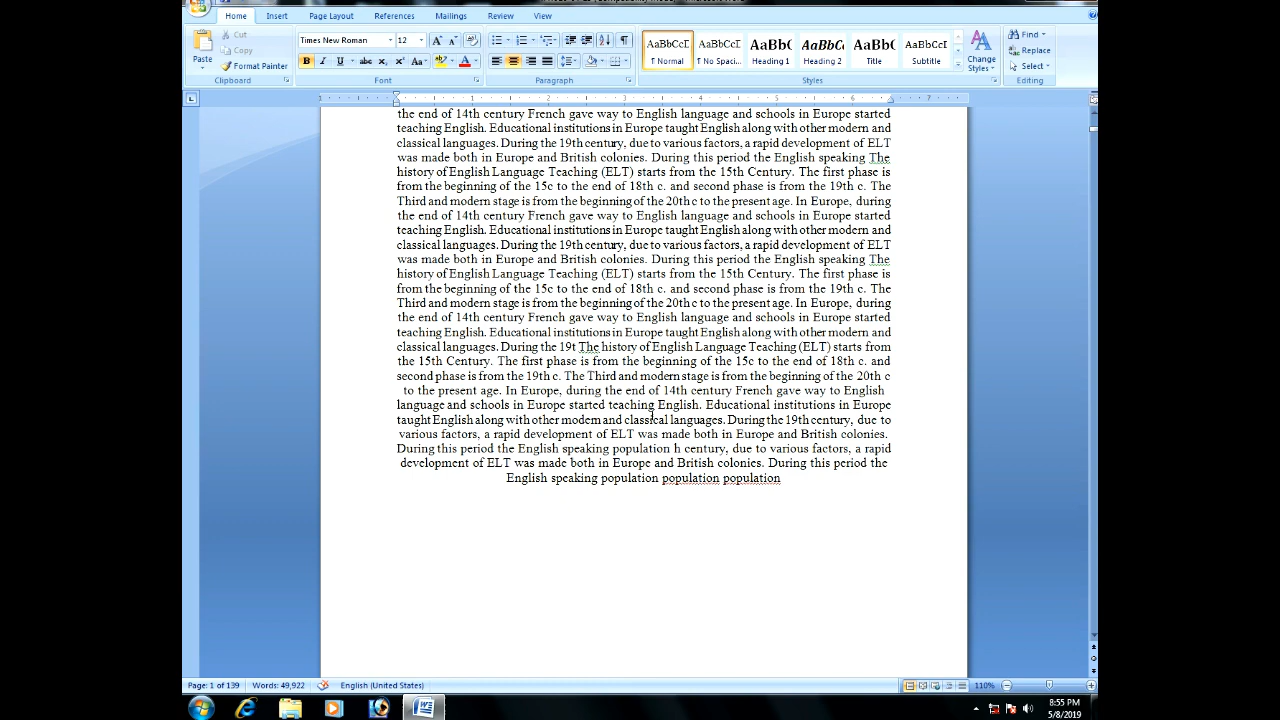 Home Insert Page Layout References Mailings Review View
Paste Cut
Copy
Format Painter
Clipboard
Times New Roman 12
Font
Paragraph
AaBbCcI AaBbCcI AaBb( AaBbC AaBb( AaBbCcI
¶ Normal ¶ No Spaci... Heading 1 Heading 2 Title Subtitle
Change Styles
Styles
Find
Replace
Select
Editing
the end of 14th century French gave way to English language and schools in Europe started
teaching English. Educational institutions in Europe taught English along with other modern and
classical languages. During the 19th century, due to various factors, a rapid development of ELT
was made both in Europe and British colonies. During this period the English speaking The
history of English Language Teaching (ELT) starts from the 15th Century. The first phase is
from the beginning of the 15c to the end of 18th c. and second phase is from the 19th c. The
Third and modern stage is from the beginning of the 20th c to the present age. In Europe, during
the end of 14th century French gave way to English language and schools in Europe started
teaching English. Educational institutions in Europe taught English along with other modern and
classical languages. During the 19th century, due to various factors, a rapid development of ELT
was made both in Europe and British colonies. During this period the English speaking The
history of English Language Teaching (ELT) starts from the 15th Century. The first phase is
from the beginning of the 15c to the end of 18th c. and second phase is from the 19th c. The
Third and modern stage is from the beginning of the 20th c to the present age. In Europe, during
the end of 14th century French gave way to English language and schools in Europe started
teaching English. Educational institutions in Europe taught English along with other modern and
classical languages. During the 19t The history of English Language Teaching (ELT) starts from
the 15th Century. The first phase is from the beginning of the 15c to the end of 18th c. and
second phase is from the 19th c. The Third and modern stage is from the beginning of the 20th c
to the present age. In Europe, during the end of 14th century French gave way to English
language and schools in Europe started teaching English. Educational institutions in Europe
taught English along with other modern and classical languages. During the 19th century, due to
various factors, a rapid development of ELT was made both in Europe and British colonies.
During this period the English speaking population h century, due to various factors, a rapid
development of ELT was made both in Europe and British colonies. During this period the
English speaking population population population
Page: 1 of 139 Words: 49,922 English (United States) 110%
8:55 PM
5/8/2019